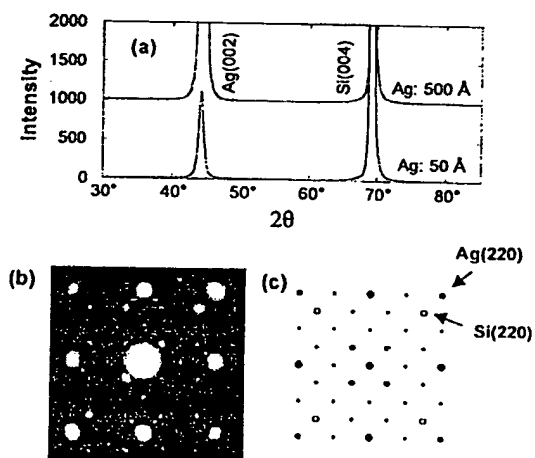 (a)
Intensity
2000
1000
500
0
Ag(002)
Si(004)
Ag: 500 Å
Ag: 50 Å
30° 40° 50° 60° 70° 80°
2θ
(b)
(c)
Ag(220)
Si(220)